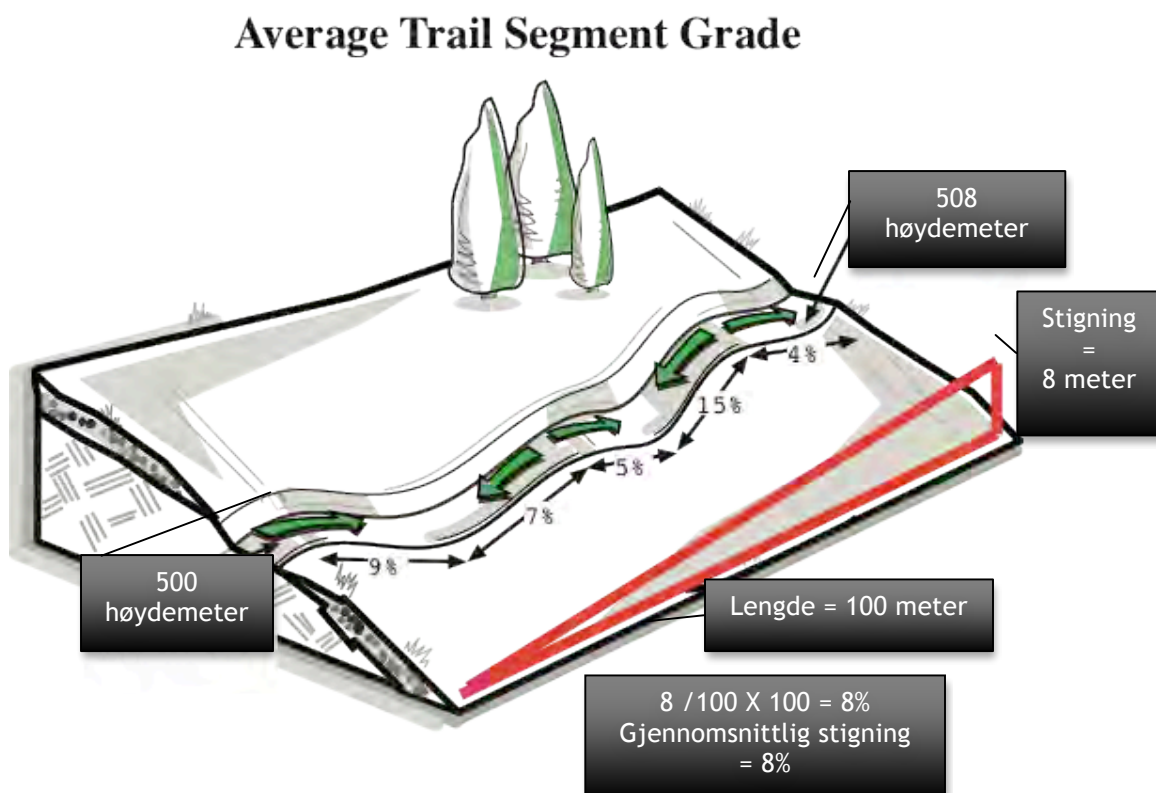 Average Trail Segment Grade
508
høydemeter
Stigning
=
8 meter
4%
15%
5%
7%
9%
500
høydemeter
Lengde = 100 meter
8 /100 X 100 = 8%
Gjennomsnittlig stigning
= 8%